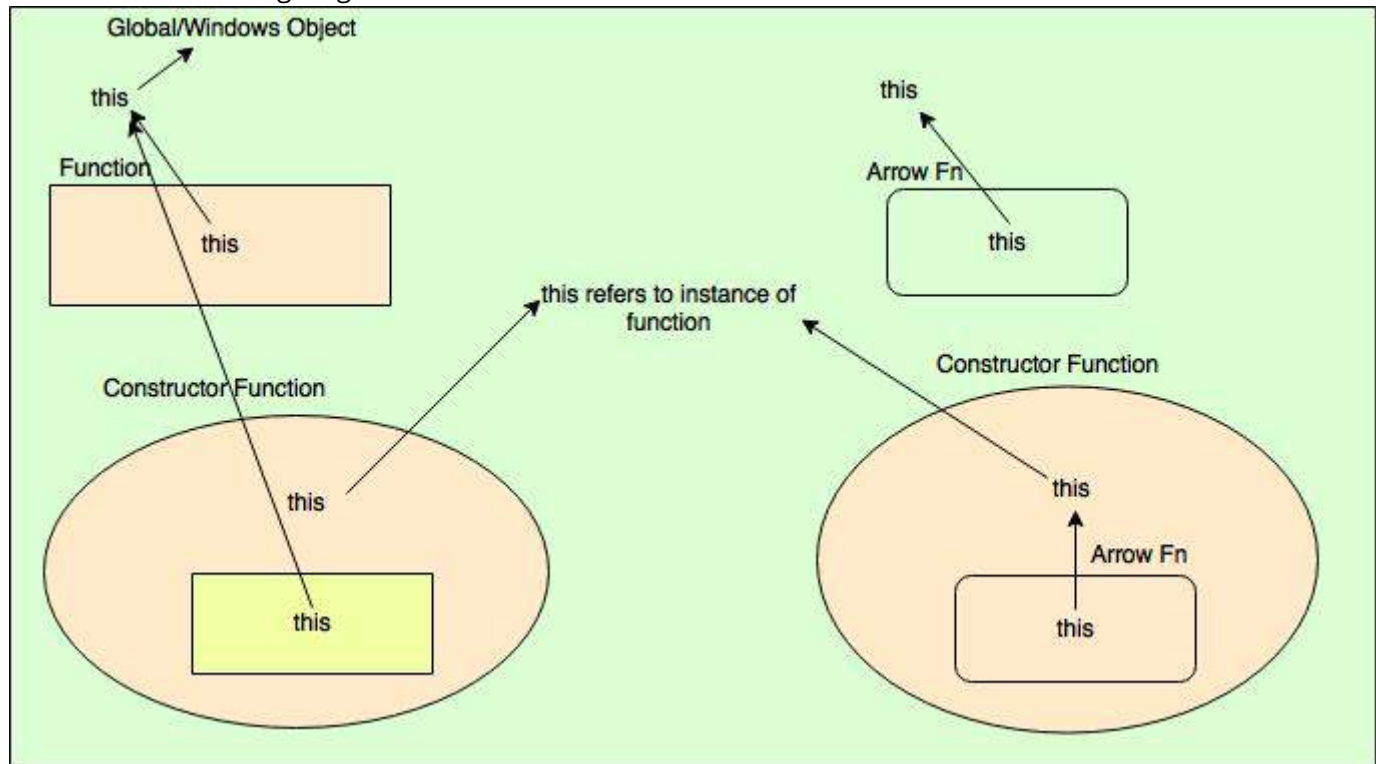 Global/Windows Object
this
this
Function
Arrow Fn
this
this
this refers to instance of
function
Constructor Function
Constructor Function
this
this
Arrow Fn
this
this